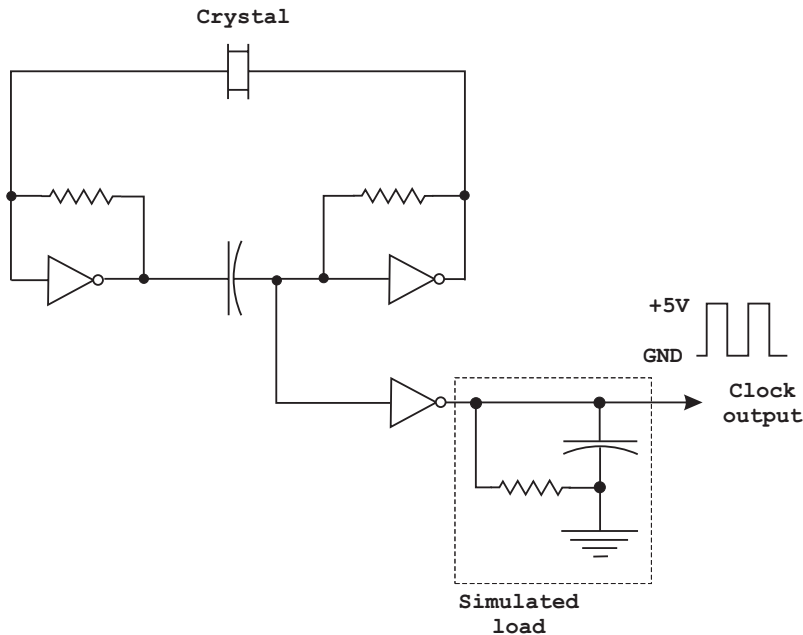 Crystal
+5V
GND
Clock
output
Simulated
load